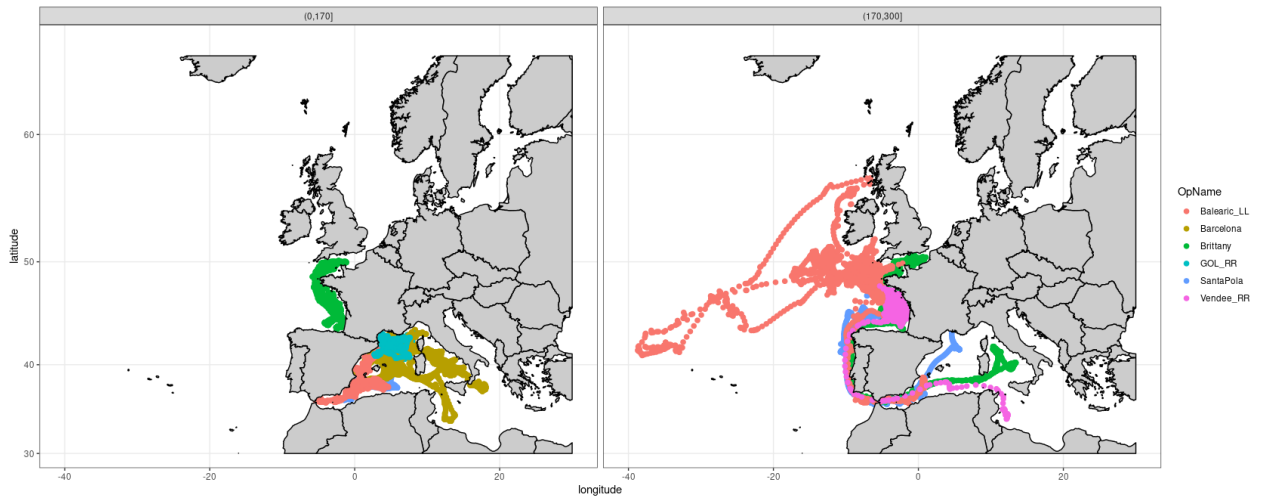 (0,170]
(170,300]
60
50
40
30
latitude
-40
-20
0
20
-40
-20
0
20
longitude
OpName
Balearic_LL
Barcelona
Brittany
GOL_RR
SantaPola
Vendee_RR